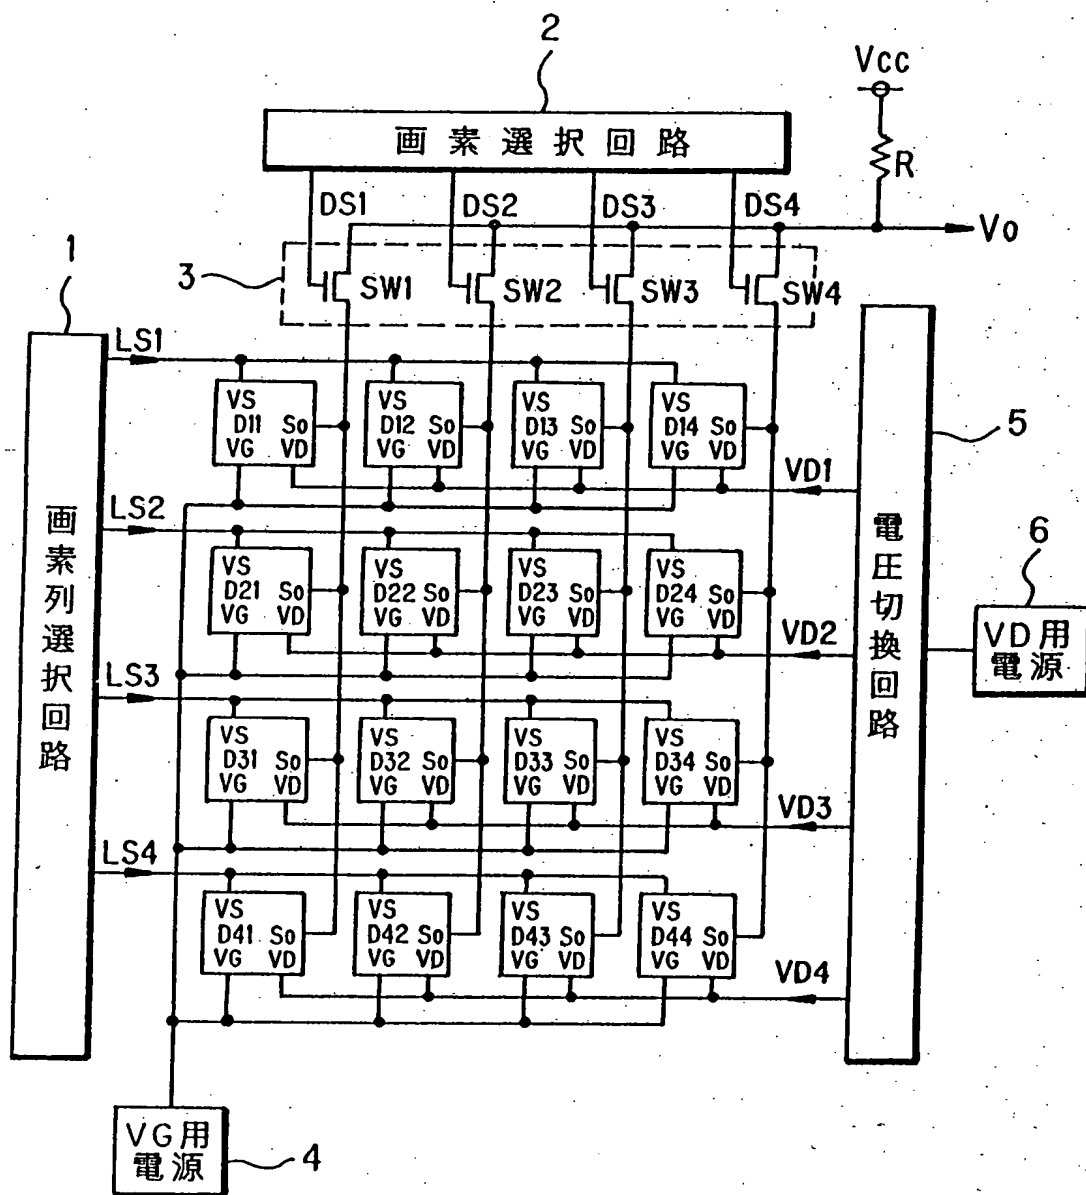 2
Vcc
画素選択回路
R
DS1 DS2 DS3 DS4
Vo
1
3
SW1 SW2 SW3 SW4
LS1
VS VS VS VS
D11 So D12 So D13 So D14 So
VG VD VG VD VG VD VG VD
5
VD1
画素列選択回路
LS2
電圧切換回路
VS VS VS VS
D21 So D22 So D23 So D24 So
VG VD VG VD VG VD VG VD
6
VD2
VD用
電源
LS3
VS VS VS VS
D31 So D32 So D33 So D34 So
VG VD VG VD VG VD VG VD
VD3
LS4
VS VS VS VS
D41 So D42 So D43 So D44 So
VG VD VG VD VG VD VG VD
VD4
VG用
電源
4